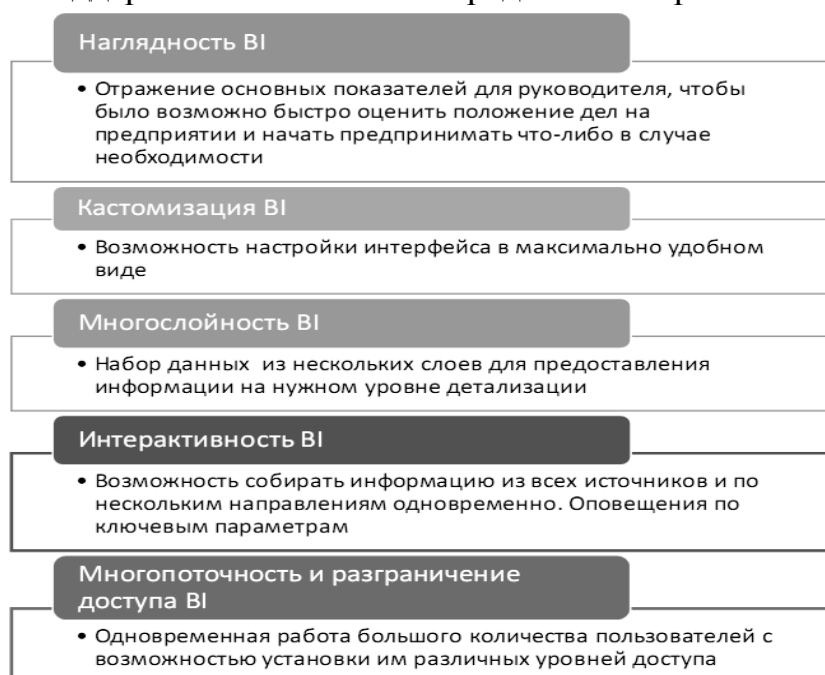 Наглядность BI
• Отражение основных показателей для руководителя, чтобы
было возможно быстро оценить положение дел на
предприятии и начать предпринимать что-либо в случае
необходимости
Кастомизация BI
• Возможность настройки интерфейса в максимально удобном
виде
Многослойность BI
• Набор данных из нескольких слоев для предоставления
информации на нужном уровне детализации
Интерактивность BI
• Возможность собирать информацию из всех источников и по
нескольким направлениям одновременно. Оповещения по
ключевым параметрам
Многопоточность и разграничение
доступа BI
• Одновременная работа большого количества пользователей с
возможностью установки им различных уровней доступа